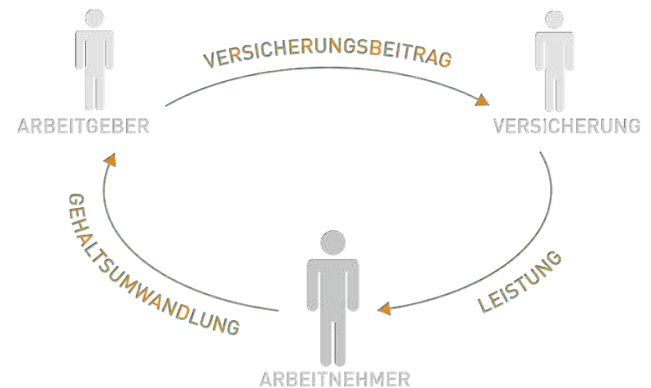 VERSICHERUNGSBEITRAG
ARBEITGEBER
VERSICHERUNG
GEHALTSUMWANDLUNG
LEISTUNG
ARBEITNEHMER